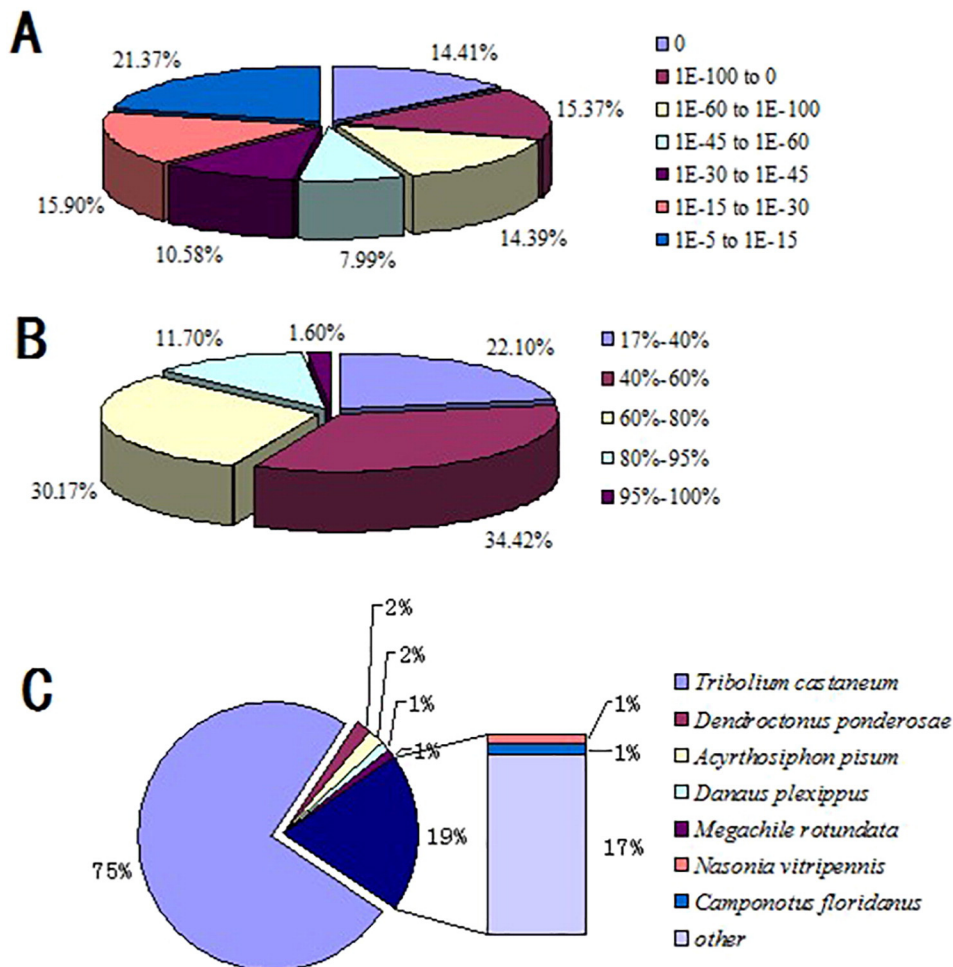 A
21.37%
14.41%
15.37%
14.39%
7.99%
10.58%
15.90%
0
1E-100 to 0
1E-60 to 1E-100
1E-45 to 1E-60
1E-30 to 1E-45
1E-15 to 1E-30
1E-5 to 1E-15
B
11.70%
1.60%
22.10%
34.42%
30.17%
17%-40%
40%-60%
60%-80%
80%-95%
95%-100%
C
2%
2%
1%
1%
19%
75%
1%
1%
17%
Tribolium castaneum
Dendroctonus ponderosae
Acyrthosiphon pisum
Danaus plexippus
Megachile rotundata
Nasonia vitripennis
Camponotus floridanus
other